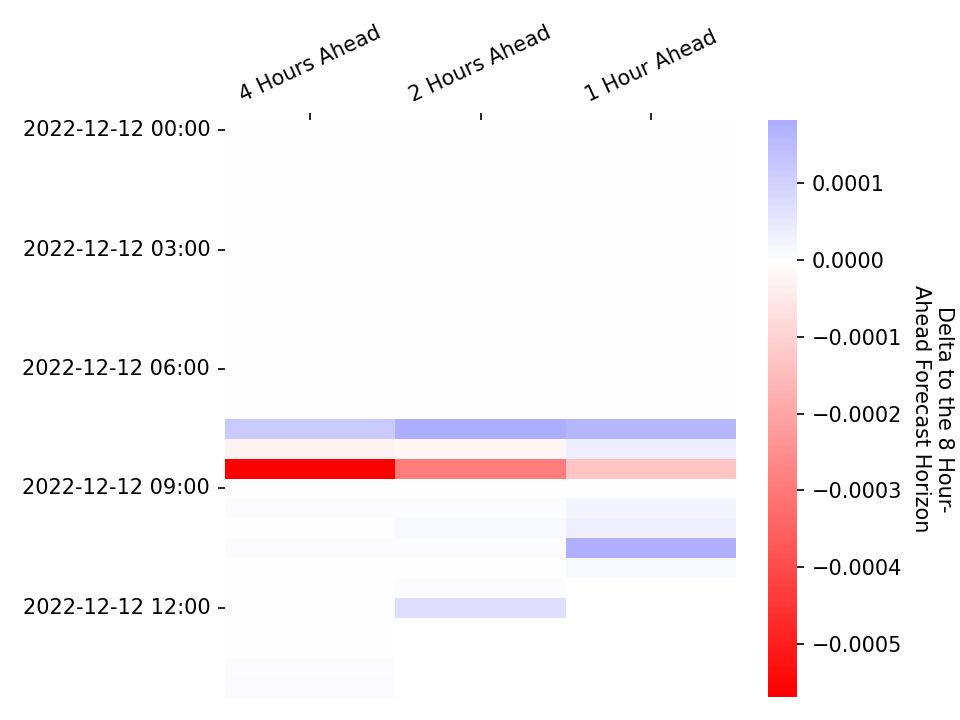 4 Hours Ahead
2 Hours Ahead
1 Hour Ahead
2022-12-12 00:00
2022-12-12 03:00
2022-12-12 06:00
2022-12-12 09:00
2022-12-12 12:00
0.0001
0.0000
−0.0001
−0.0002
−0.0003
−0.0004
−0.0005
Delta to the 8 Hour-
Ahead Forecast Horizon